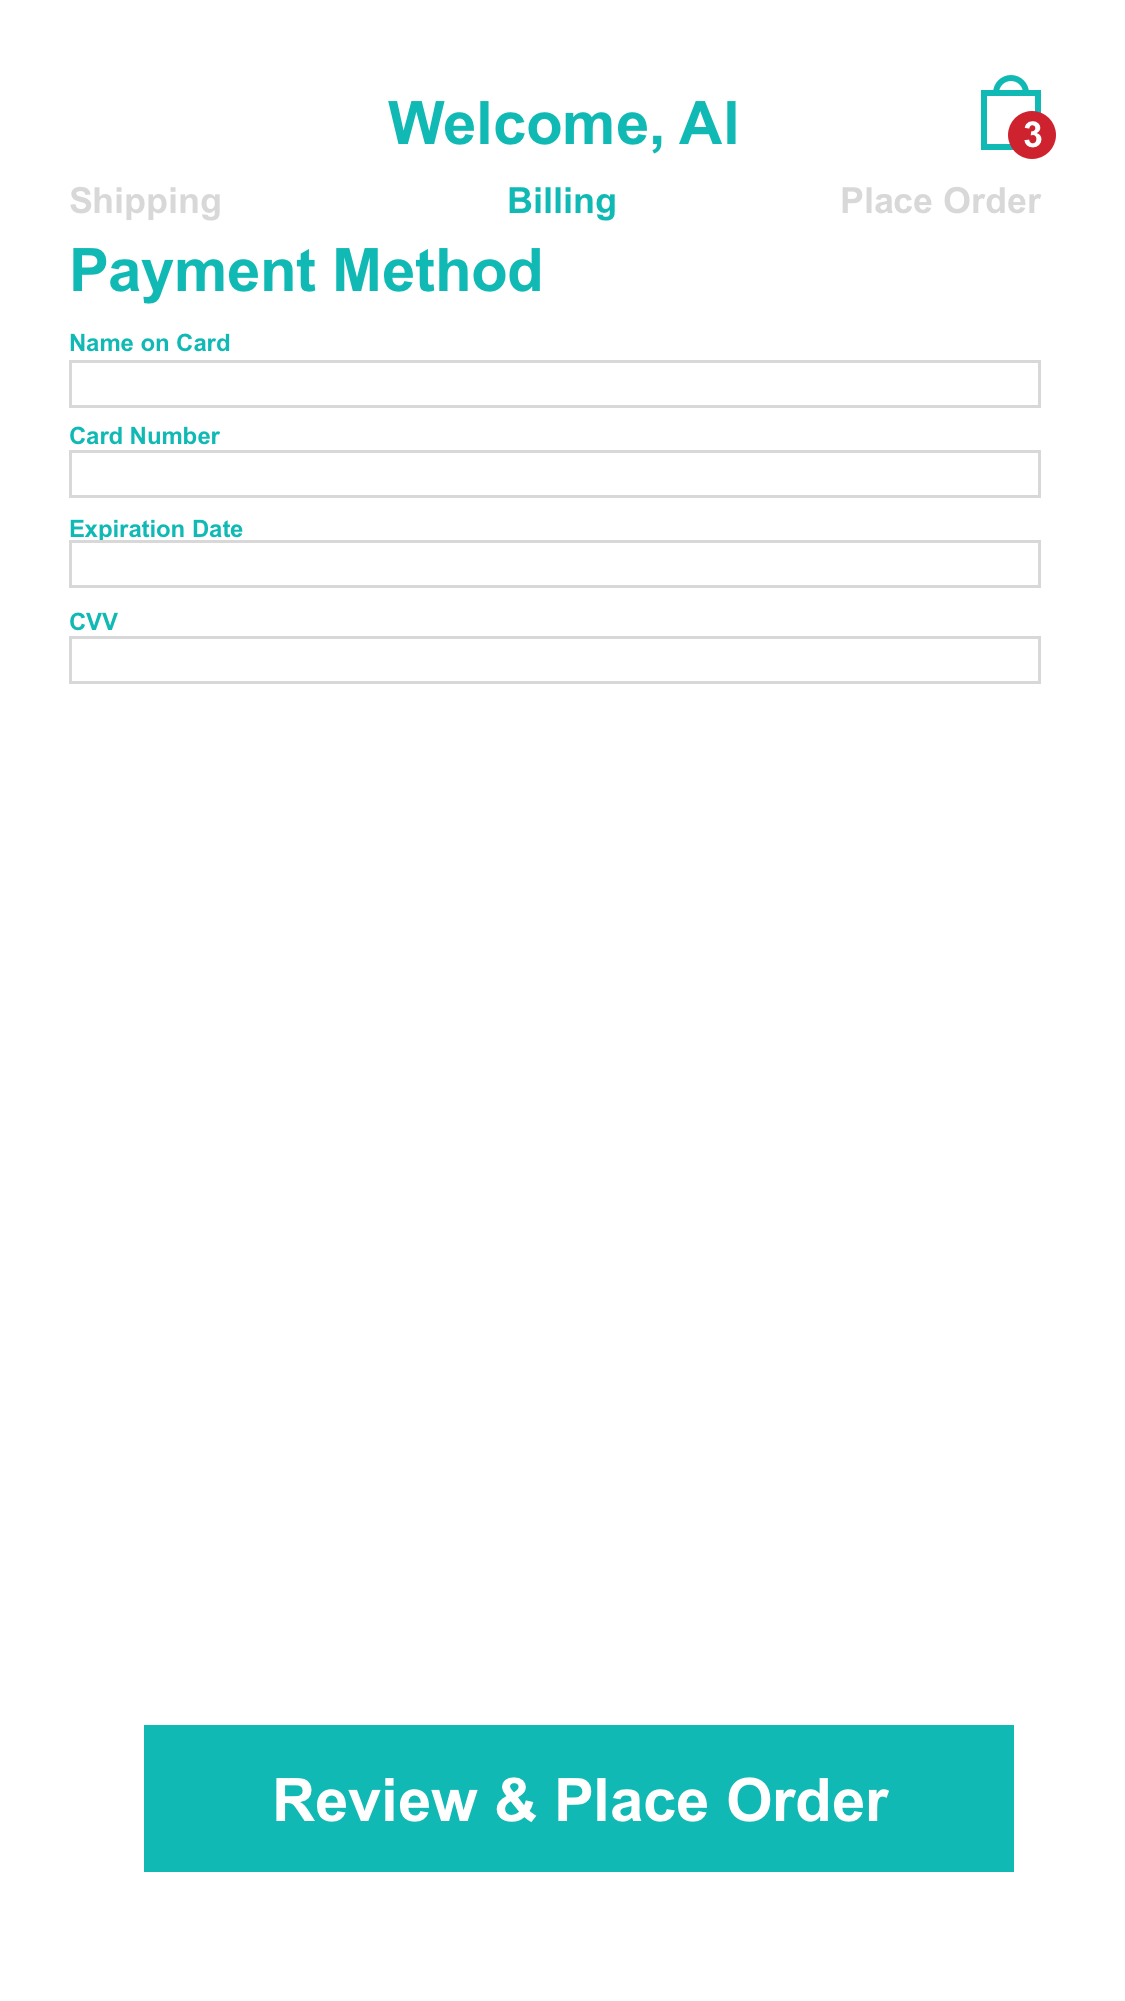 Welcome, Al
3
Shipping Billing Place Order
Payment Method
Name on Card
Card Number
Expiration Date
CVV
Review & Place Order